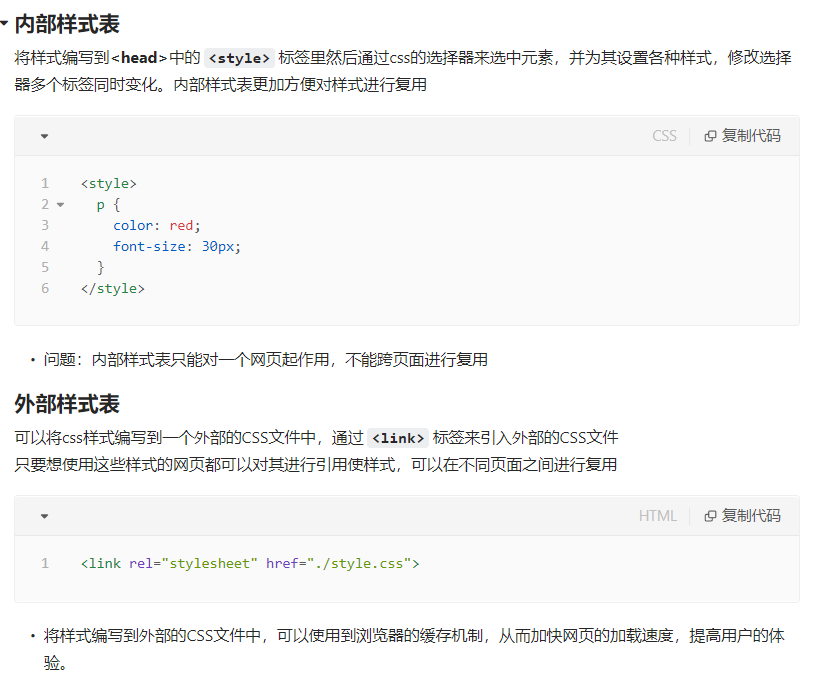 内部样式表
将样式编写到<head>中的 <style> 标签里然后通过css的选择器来选中元素，并为其设置各种样式，修改选择
器多个标签同时变化。内部样式表更加方便对样式进行复用
CSS 复制代码
1 <style>
2 p {
3 color: red;
4 font-size: 30px;
5 }
6 </style>
• 问题：内部样式表只能对一个网页起作用，不能跨页面进行复用
外部样式表
可以将css样式编写到一个外部的CSS文件中，通过 <link> 标签来引入外部的CSS文件
只要想使用这些样式的网页都可以对其进行引用使样式，可以在不同页面之间进行复用
HTML 复制代码
1 <link rel="stylesheet" href="./style.css">
• 将样式编写到外部的CSS文件中，可以使用到浏览器的缓存机制，从而加快网页的加载速度，提高用户的体
验。